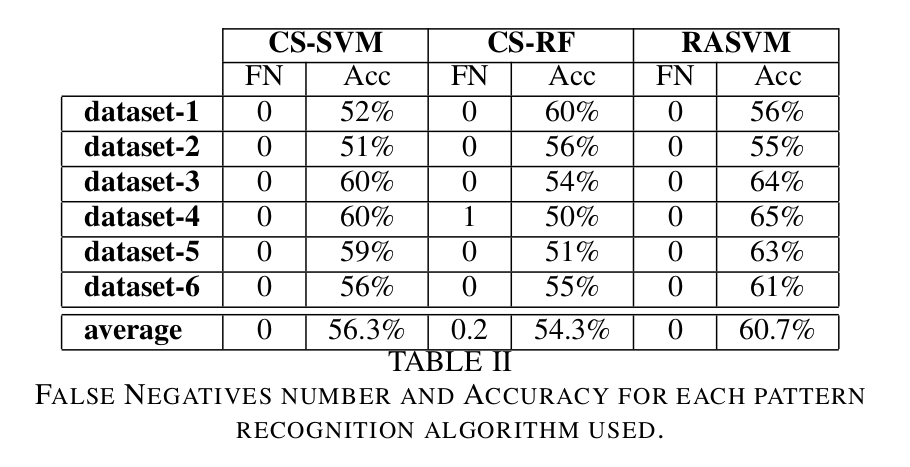 CS-SVM CS-RF RASVM
FN Acc FN Acc FN Acc
dataset-1 0 52% 0 60% 0 56%
dataset-2 0 51% 0 56% 0 55%
dataset-3 0 60% 0 54% 0 64%
dataset-4 0 60% 1 50% 0 65%
dataset-5 0 59% 0 51% 0 63%
dataset-6 0 56% 0 55% 0 61%
average 0 56.3% 0.2 54.3% 0 60.7%
TABLE II
FALSE NEGATIVES NUMBER AND ACCURACY FOR EACH PATTERN
RECOGNITION ALGORITHM USED.